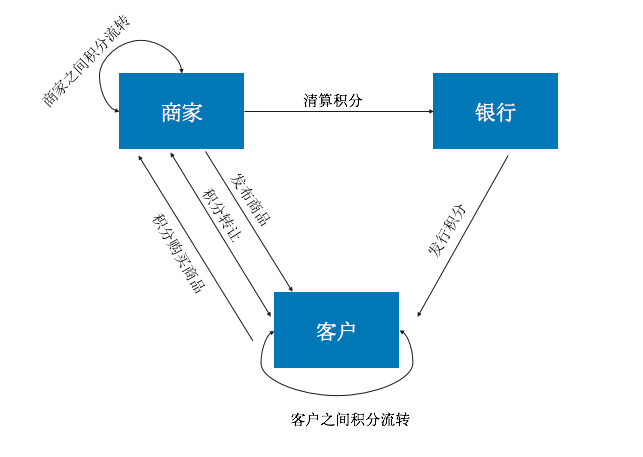 商家之间积分流转
商家
清算积分
银行
发布商品
积分转让
积分购买商品
发行积分
客户
客户之间积分流转